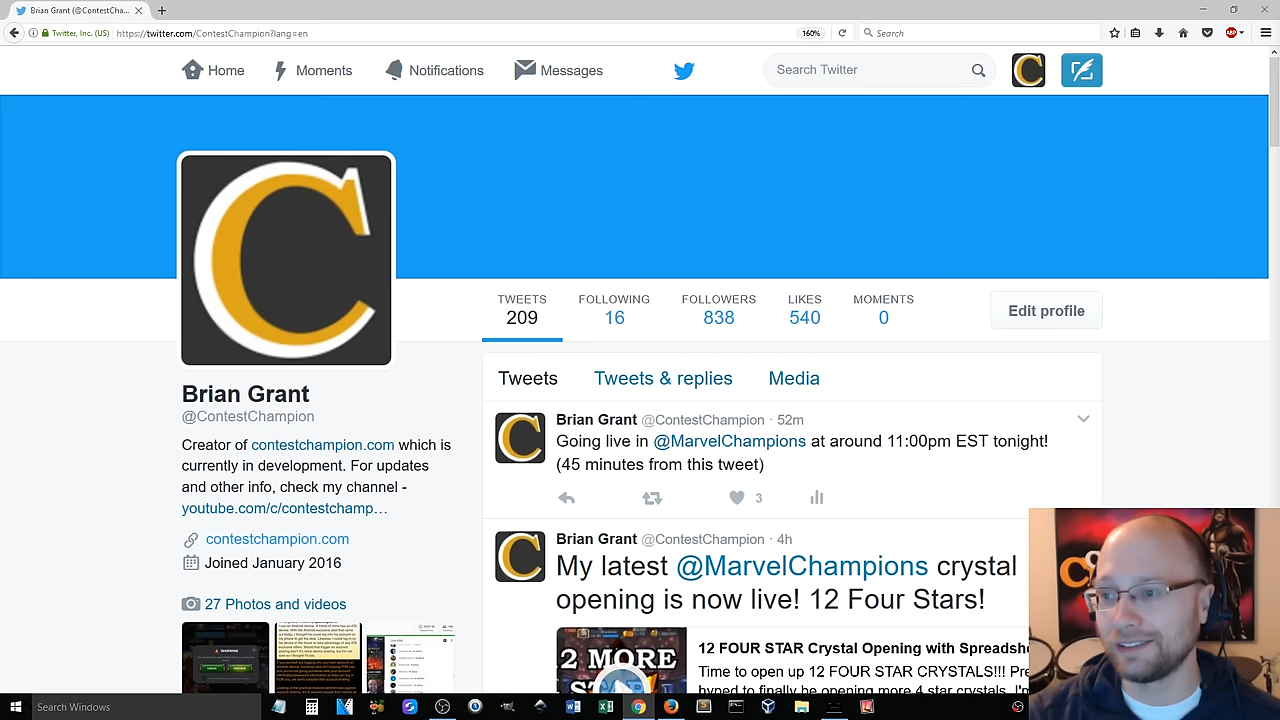 Brian Grant (@ContestCha...
Twitter, Inc. (US)
https://twitter.com/ContestChampion?lang=en
160%
Search
ABP
Home
Moments
Notifications
Messages
Search Twitter
C
C
TWEETS
209
FOLLOWING
16
FOLLOWERS
838
LIKES
540
MOMENTS
0
Edit profile
Brian Grant
@ContestChampion
Creator of contestchampion.com which is
currently in development. For updates
and other info, check my channel -
youtube.com/c/contestchamp…
contestchampion.com
Joined January 2016
27 Photos and videos
WARNING
Tweets
Tweets & replies
Media
C
Brian Grant @ContestChampion · 52m
Going live in @MarvelChampions at around 11:00pm EST tonight!
(45 minutes from this tweet)
3
C
Brian Grant @ContestChampion · 4h
My latest @MarvelChampions crystal
opening is now live! 12 Four Stars!
2 MORE
12 FOUR STAR Crystal Opening with Spreadsh
12 FOUR STAR CRYSTAL O
Search Windows